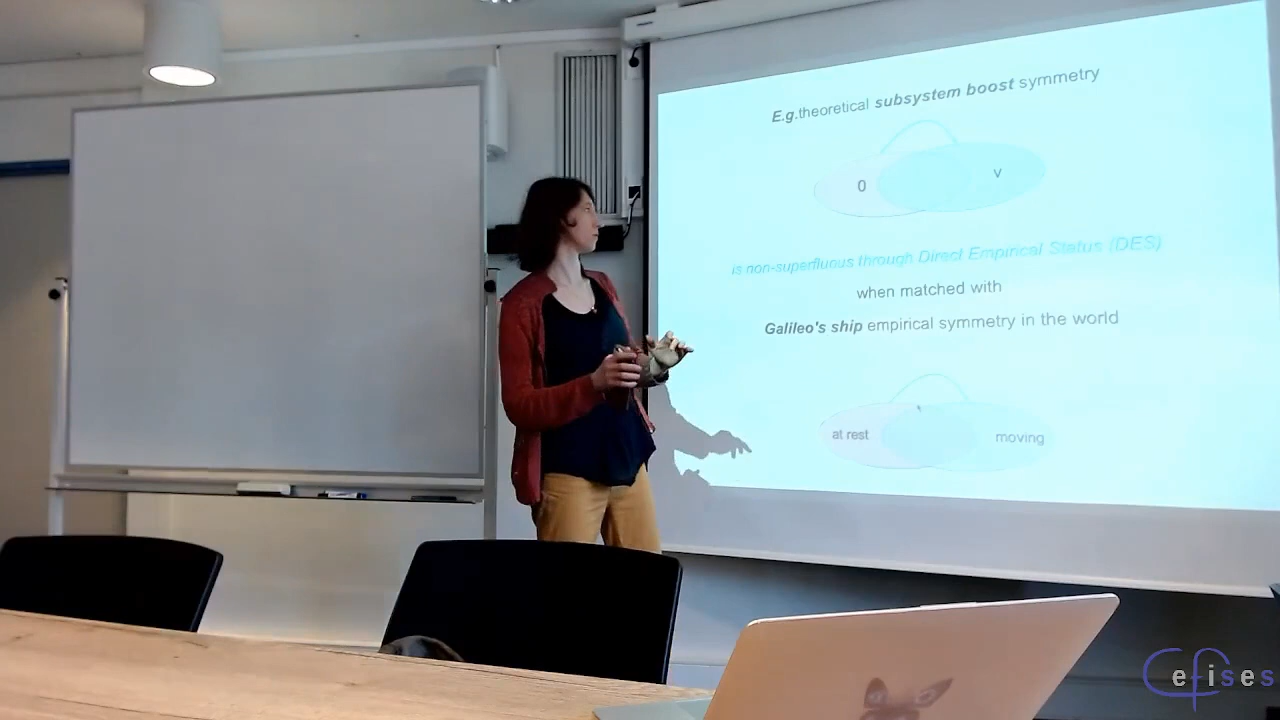 E.g.theoretical subsystem boost symmetry
0 v
is non-superfluous through Direct Empirical Status (DES)
when matched with
Galileo's ship empirical symmetry in the world
at rest moving
Cefises